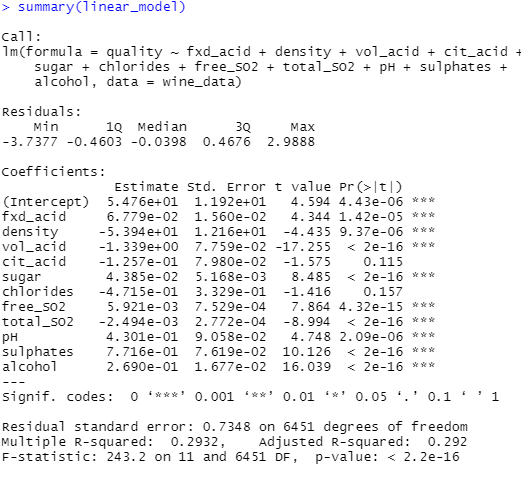 > summary(linear_model)
Call:
lm(formula = quality ~ fxd_acid + density + vol_acid + cit_acid +
    sugar + chlorides + free_SO2 + total_SO2 + pH + sulphates +
    alcohol, data = wine_data)
Residuals:
    Min      1Q  Median      3Q     Max
-3.7377 -0.4603 -0.0398  0.4676  2.9888
Coefficients:
              Estimate Std. Error t value Pr(>|t|)
(Intercept)  5.476e+01  1.192e+01   4.594 4.43e-06 ***
fxd_acid     6.779e-02  1.560e-02   4.344 1.42e-05 ***
density     -5.394e+01  1.216e+01  -4.435 9.37e-06 ***
vol_acid    -1.339e+00  7.759e-02 -17.255  < 2e-16 ***
cit_acid    -1.257e-01  7.980e-02  -1.575    0.115
sugar        4.385e-02  5.168e-03   8.485  < 2e-16 ***
chlorides   -4.715e-01  3.329e-01  -1.416    0.157
free_SO2     5.921e-03  7.529e-04   7.864 4.32e-15 ***
total_SO2   -2.494e-03  2.772e-04  -8.994  < 2e-16 ***
pH           4.301e-01  9.058e-02   4.748 2.09e-06 ***
sulphates    7.716e-01  7.619e-02  10.126  < 2e-16 ***
alcohol      2.690e-01  1.677e-02  16.039  < 2e-16 ***
---
Signif. codes:  0 ‘***’ 0.001 ‘**’ 0.01 ‘*’ 0.05 ‘.’ 0.1 ‘ ’ 1
Residual standard error: 0.7348 on 6451 degrees of freedom
Multiple R-squared:  0.2932,    Adjusted R-squared:  0.292
F-statistic: 243.2 on 11 and 6451 DF,  p-value: < 2.2e-16